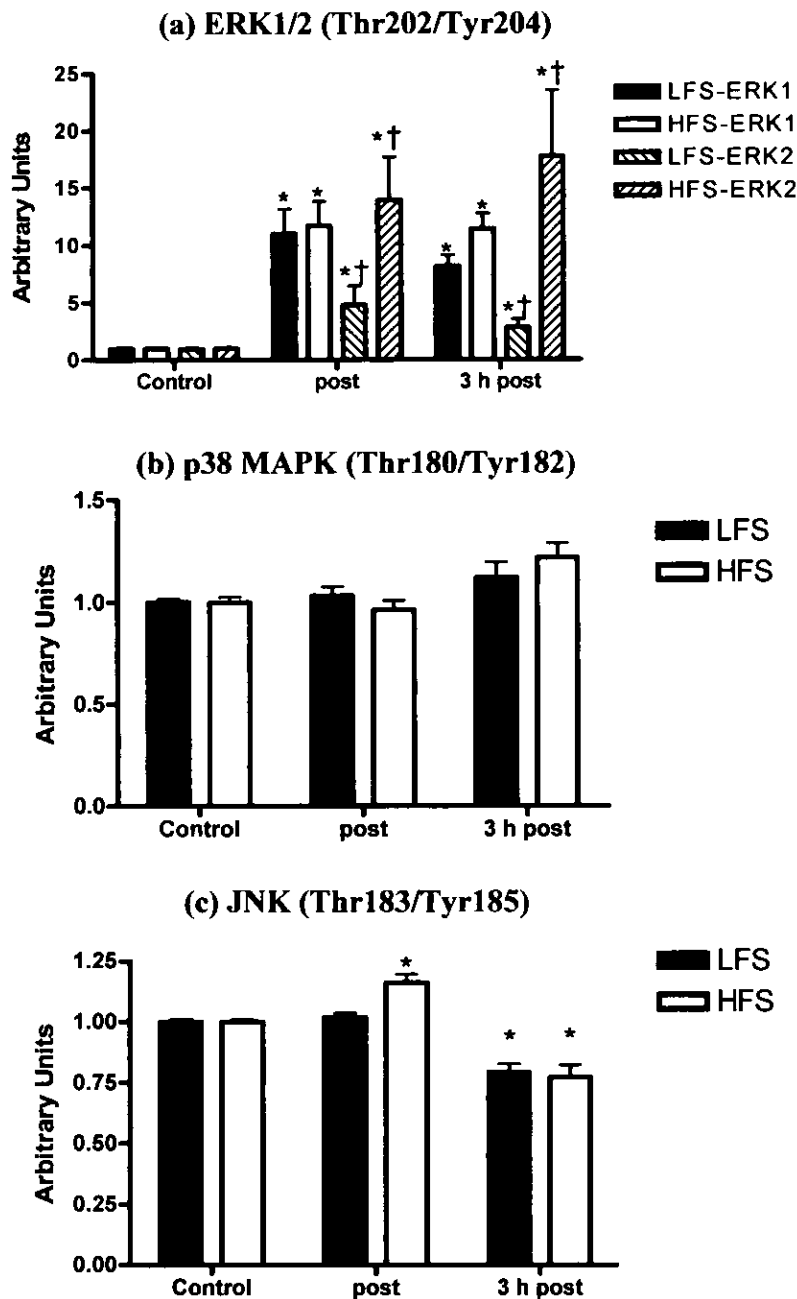 (a) ERK1/2 (Thr202/Tyr204)
Arbitrary Units
25
20
15
10
5
0
* * *† *†
* * *† *†
Control post 3 h post
LFS-ERK1
HFS-ERK1
LFS-ERK2
HFS-ERK2
(b) p38 MAPK (Thr180/Tyr182)
Arbitrary Units
1.5
1.0
0.5
0.0
Control post 3 h post
LFS
HFS
(c) JNK (Thr183/Tyr185)
Arbitrary Units
1.25
1.00
0.75
0.50
0.25
0.00
* * *
Control post 3 h post
LFS
HFS